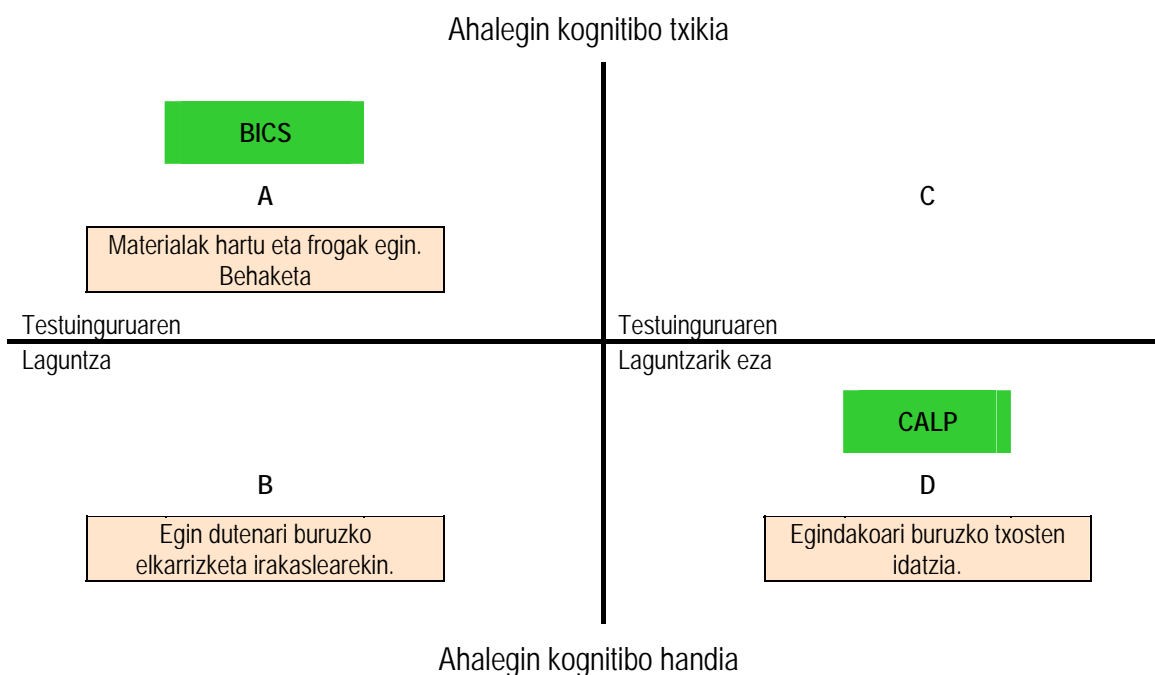 Ahalegin kognitibo txikia
BICS
A
C
Materialak hartu eta frogak egin.
Behaketa
Testuinguruaren
Testuinguruaren
Laguntza
Laguntzarik eza
CALP
B
D
Egin dutenari buruzko
elkarrizketa irakaslearekin.
Egindakoari buruzko txosten
idatzia.
Ahalegin kognitibo handia